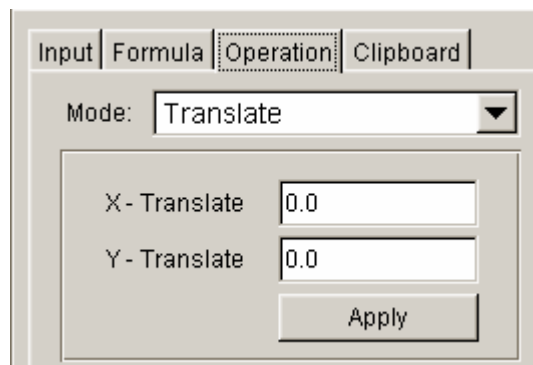 Input Formula Operation Clipboard
Mode: Translate
X - Translate 0.0
Y - Translate 0.0
Apply